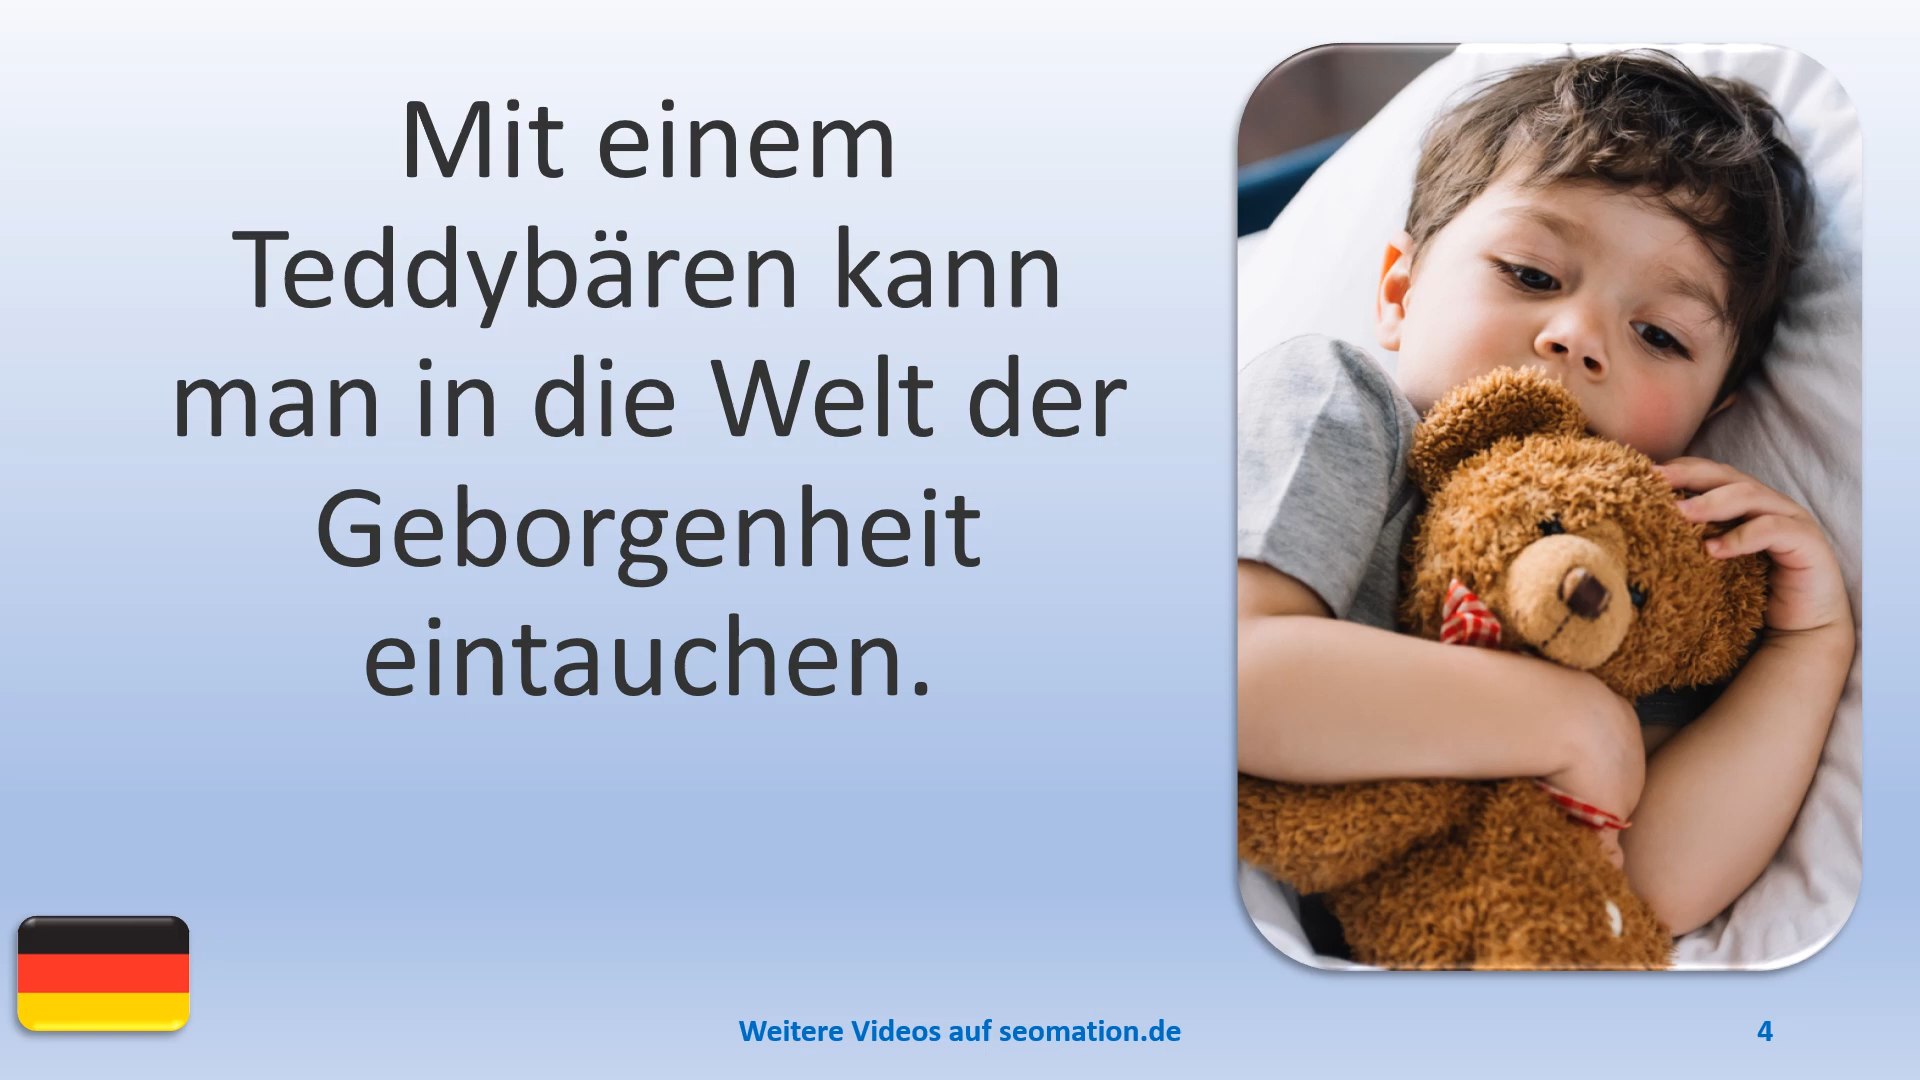 Mit einem
Teddybären kann
man in die Welt der
Geborgenheit
eintauchen.
Weitere Videos auf seomation.de
4